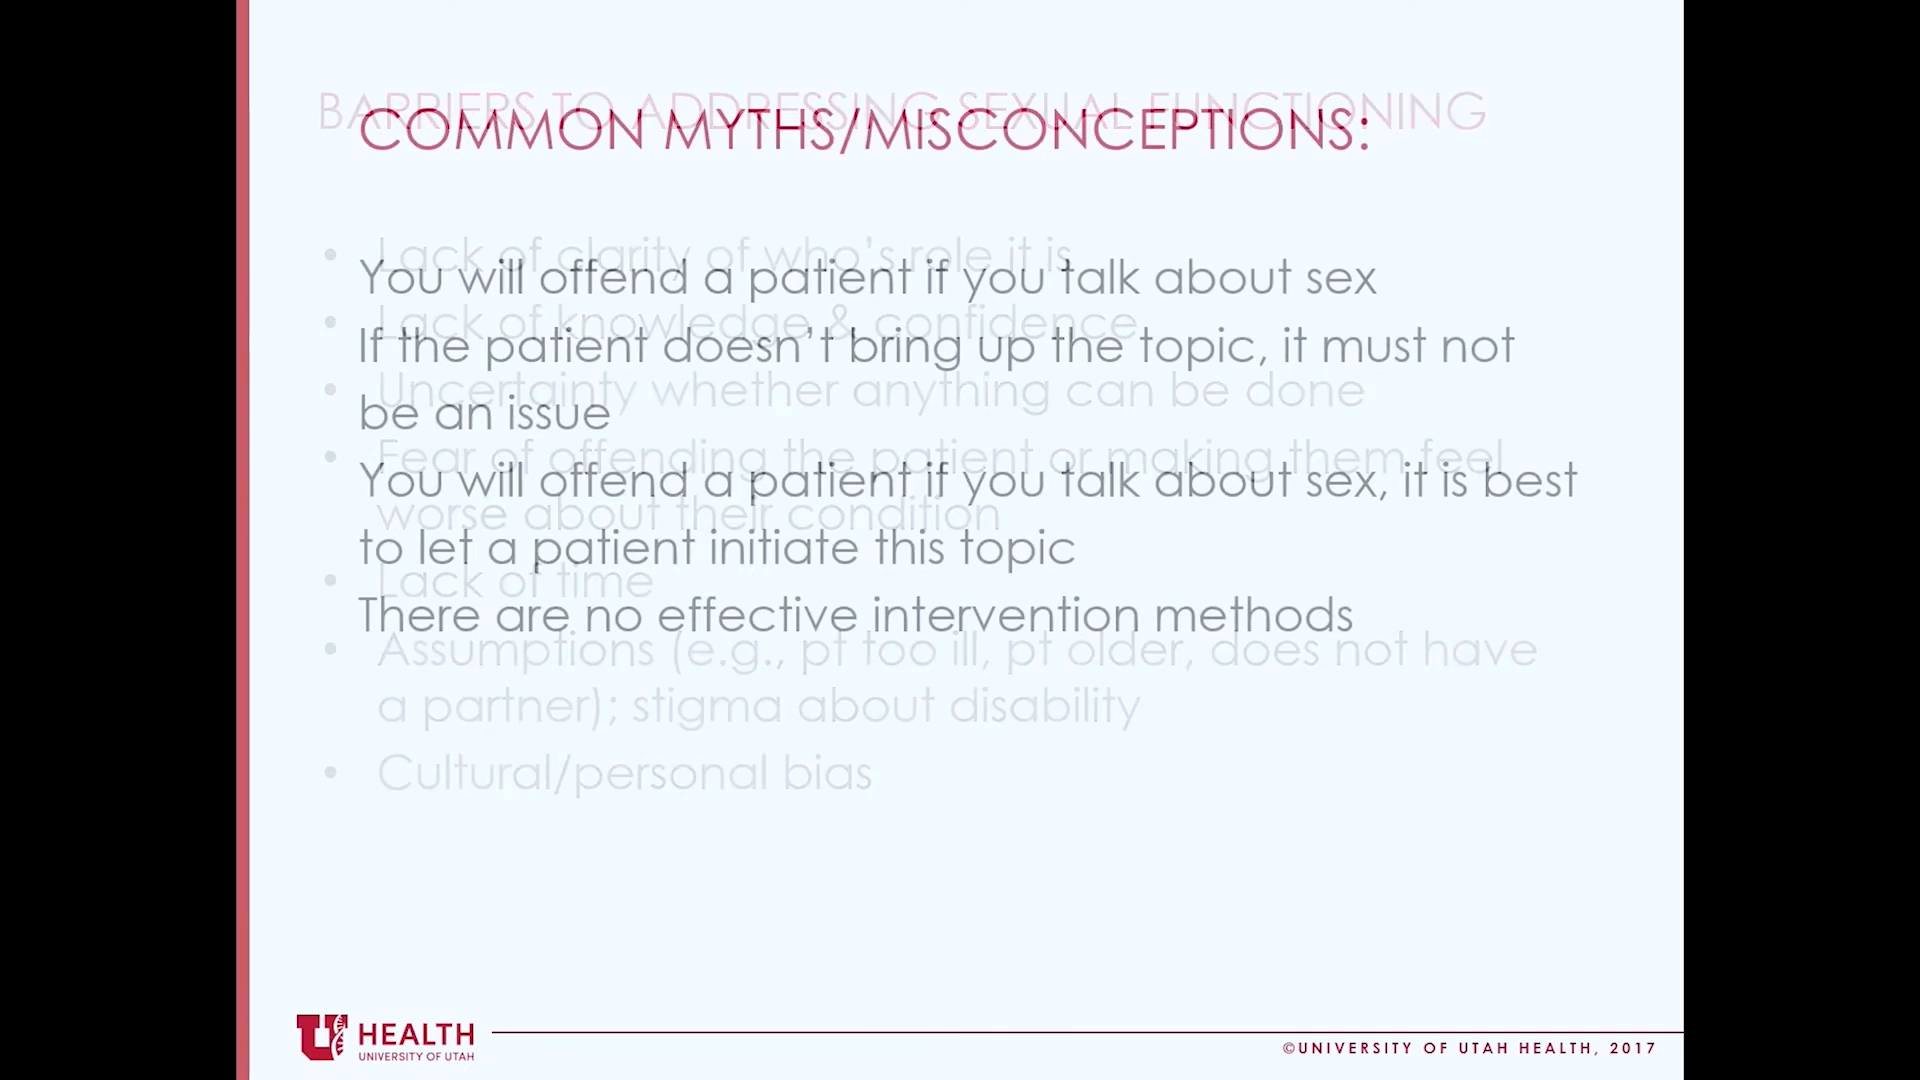 BARRIERS TO ADDRESSING SEXUAL FUNCTIONING
COMMON MYTHS/MISCONCEPTIONS:
• Lack of clarity of who's role it is
You will offend a patient if you talk about sex
• Lack of knowledge & confidence
If the patient doesn't bring up the topic, it must not
• Uncertainty whether anything can be done
be an issue
• Fear of offending the patient or making them feel
You will offend a patient if you talk about sex, it is best
worse about their condition
to let a patient initiate this topic
• Lack of time
There are no effective intervention methods
• Assumptions (e.g., pt too ill, pt older, does not have
a partner); stigma about disability
• Cultural/personal bias
U HEALTH
UNIVERSITY OF UTAH
©UNIVERSITY OF UTAH HEALTH, 2017